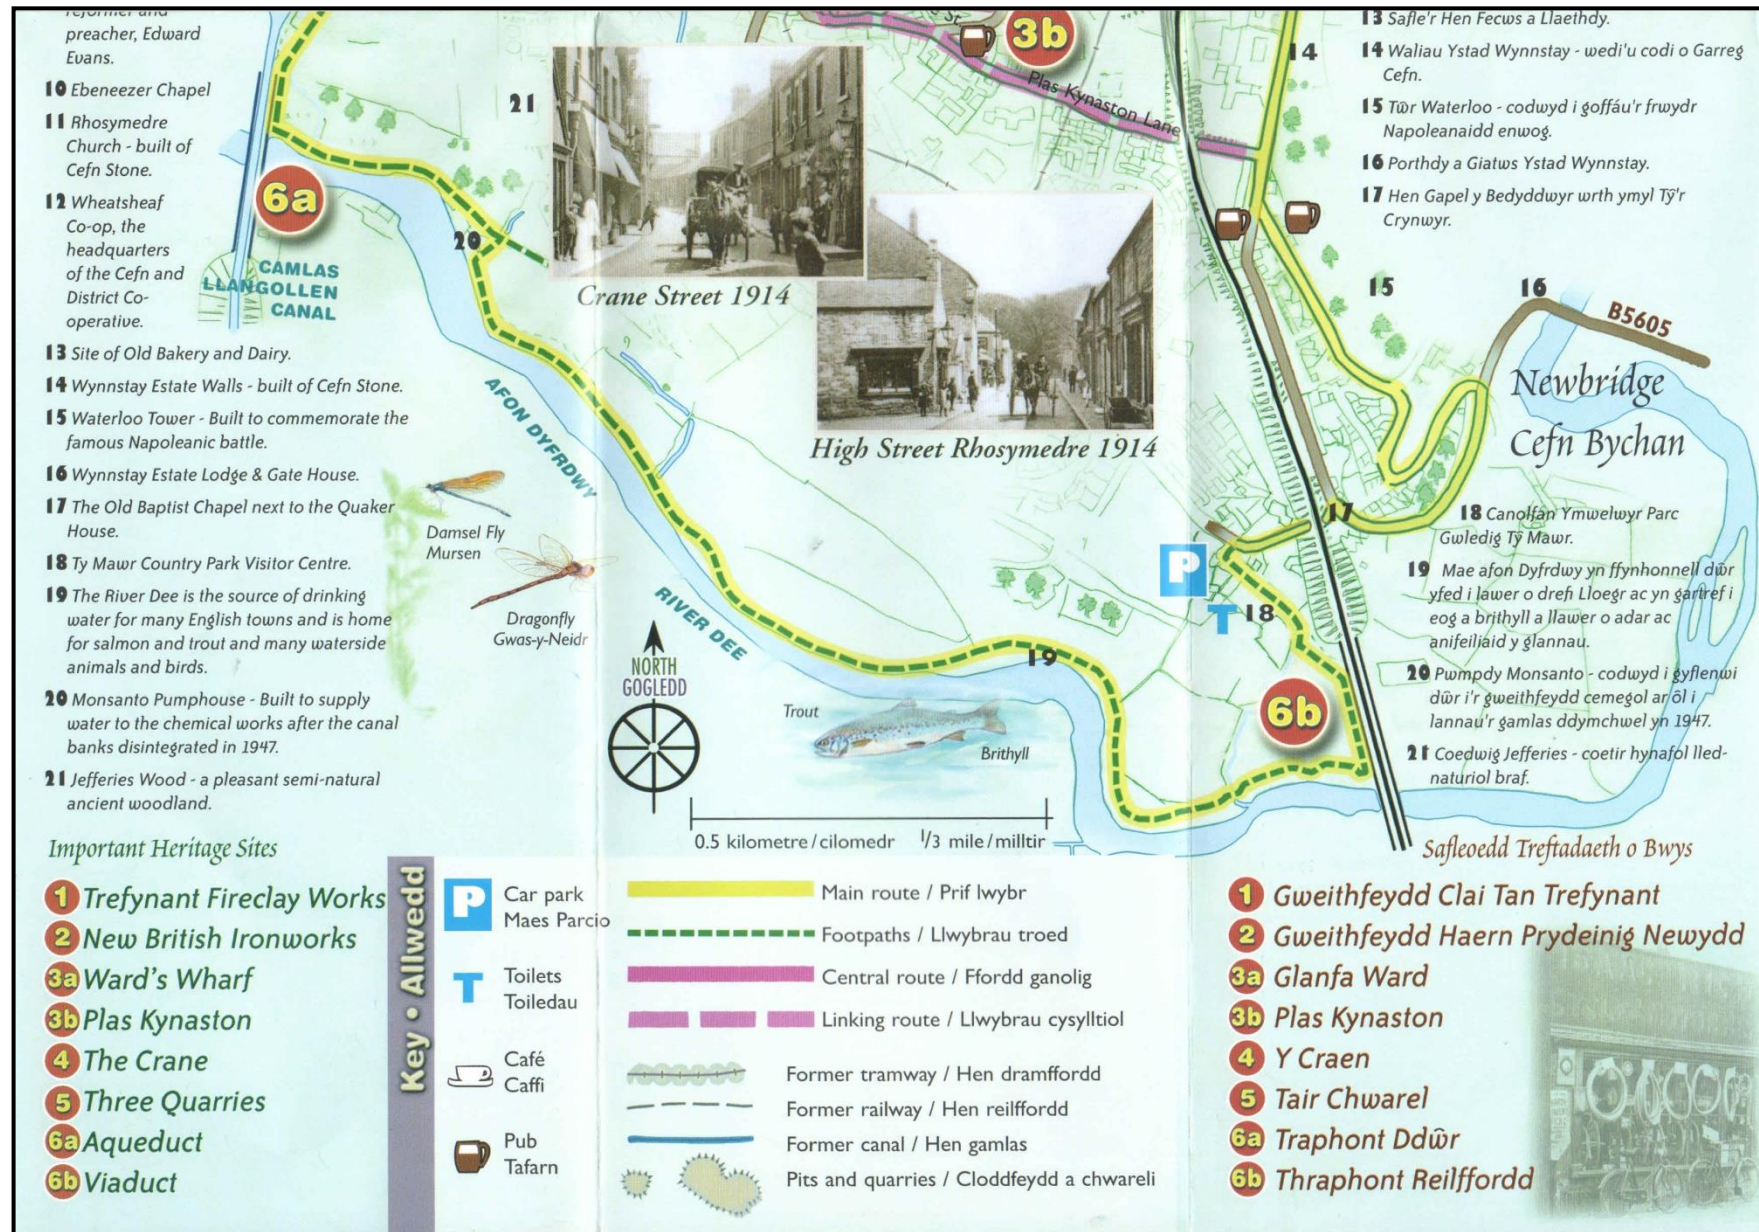 reformer and
preacher, Edward
Evans.
10 Ebeneezer Chapel
11 Rhosymedre
Church - built of
Cefn Stone.
12 Wheatsheaf
Co-op, the
headquarters
of the Cefn and
District Co-
operative.
13 Site of Old Bakery and Dairy.
14 Wynnstay Estate Walls - built of Cefn Stone.
15 Waterloo Tower - Built to commemorate the
famous Napoleanic battle.
16 Wynnstay Estate Lodge & Gate House.
17 The Old Baptist Chapel next to the Quaker
House.
18 Ty Mawr Country Park Visitor Centre.
19 The River Dee is the source of drinking
water for many English towns and is home
for salmon and trout and many waterside
animals and birds.
20 Monsanto Pumphouse - Built to supply
water to the chemical works after the canal
banks disintegrated in 1947.
21 Jefferies Wood - a pleasant semi-natural
ancient woodland.
6a
CAMLAS
LLANGOLLEN
CANAL
20
21
Crane Street 1914
High Street Rhosymedre 1914
St.
3b
Plas Kynaston Lane
14
15
16
B5605
Newbridge
Cefn Bychan
17
P
T
18
6b
19
AFON DYFRDWY
RIVER DEE
Damsel Fly
Mursen
Dragonfly
Gwas-y-Neidr
NORTH
GOGLEDD
Trout
Brithyll
0.5 kilometre/cilomedr 1/3 mile/milltir
13 Safle'r Hen Fecws a Llaethdy.
14 Waliau Ystad Wynnstay - wedi'u codi o Garreg
Cefn.
15 Tŵr Waterloo - codwyd i goffáu'r frwydr
Napoleanaidd enwog.
16 Porthdy a Giatws Ystad Wynnstay.
17 Hen Gapel y Bedyddwyr wrth ymyl Tŷ'r
Crynwyr.
18 Canolfan Ymwelwyr Parc
Gwledig Tŷ Mawr.
19 Mae afon Dyfrdwy yn ffynhonnell dŵr
yfed i lawer o drefi Lloegr ac yn gartref i
eog a brithyll a llawer o adar ac
anifeiliaid y glannau.
20 Pwmpdy Monsanto - codwyd i gyflenwi
dŵr i'r gweithfeydd cemegol ar ôl i
lannau'r gamlas ddymchwel yn 1947.
21 Coedwig Jefferies - coetir hynafol lled-
naturiol braf.
Important Heritage Sites
1 Trefynant Fireclay Works
2 New British Ironworks
3a Ward's Wharf
3b Plas Kynaston
4 The Crane
5 Three Quarries
6a Aqueduct
6b Viaduct
Key • Allwedd
P Car park
Maes Parcio
T Toilets
Toiledau
Café
Caffi
Pub
Tafarn
Main route / Prif lwybr
Footpaths / Llwybrau troed
Central route / Ffordd ganolig
Linking route / Llwybrau cysylltiol
Former tramway / Hen dramffordd
Former railway / Hen reilffordd
Former canal / Hen gamlas
Pits and quarries / Cloddfeydd a chwareli
Safleoedd Treftadaeth o Bwys
1 Gweithfeydd Clai Tan Trefynant
2 Gweithfeydd Haern Prydeinig Newydd
3a Glanfa Ward
3b Plas Kynaston
4 Y Craen
5 Tair Chwarel
6a Traphont Ddŵr
6b Thraphont Reilffordd